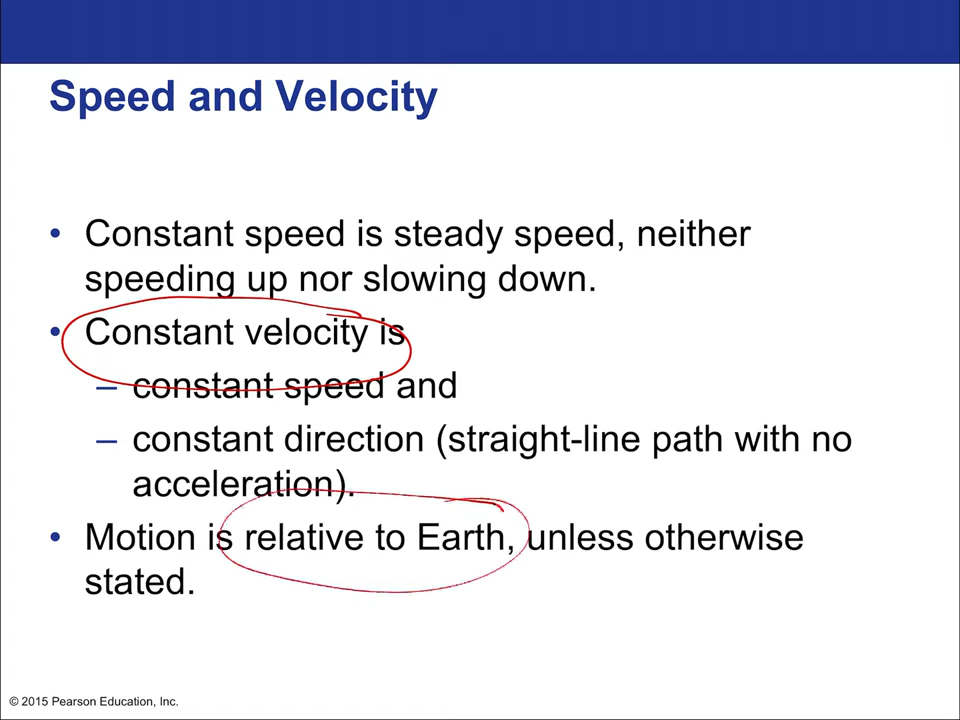 Speed and Velocity
• Constant speed is steady speed, neither
speeding up nor slowing down.
• Constant velocity is
– constant speed and
– constant direction (straight-line path with no
acceleration).
• Motion is relative to Earth, unless otherwise
stated.
© 2015 Pearson Education, Inc.